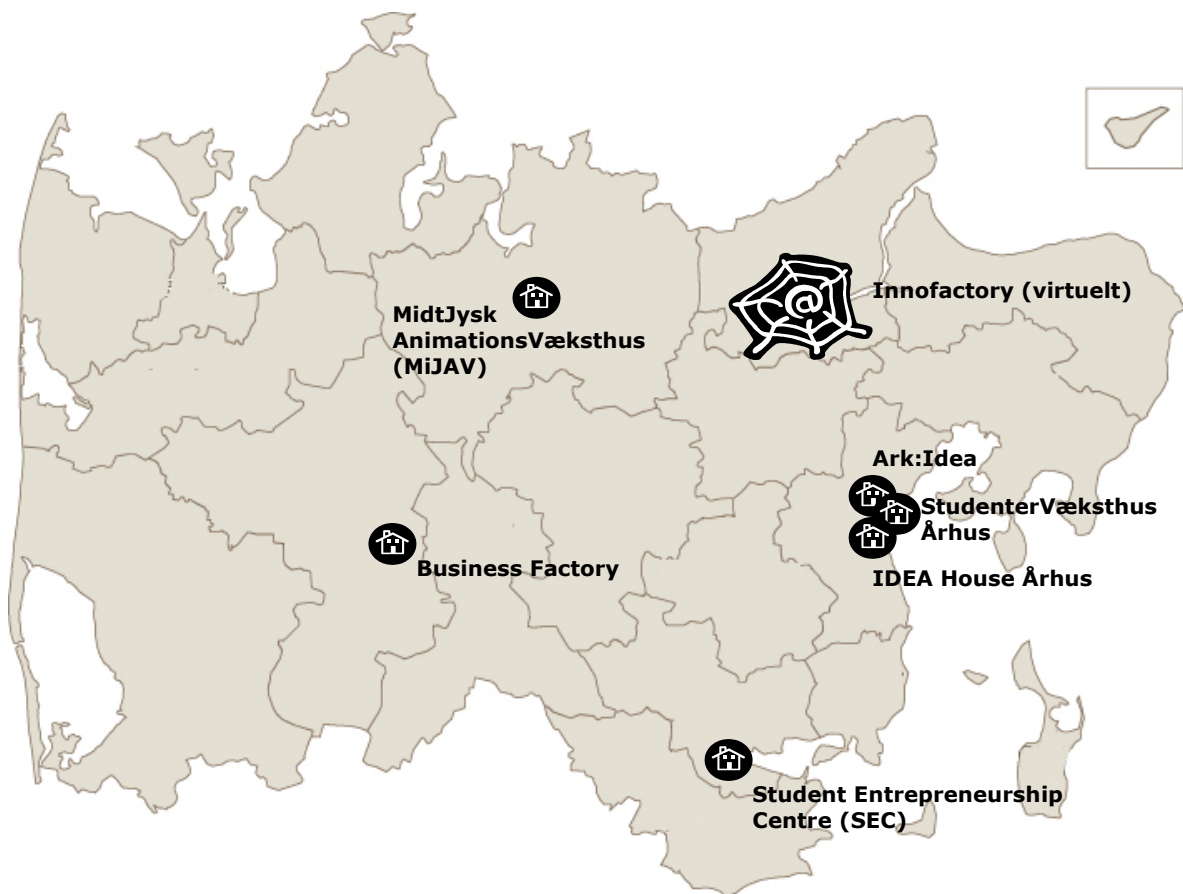 Innofactory (virtuelt)
MidtJysk
AnimationsVæksthus
(MiJAV)
@
Ark:Idea
StudenterVæksthus
Århus
IDEA House Århus
Business Factory
Student Entrepreneurship
Centre (SEC)